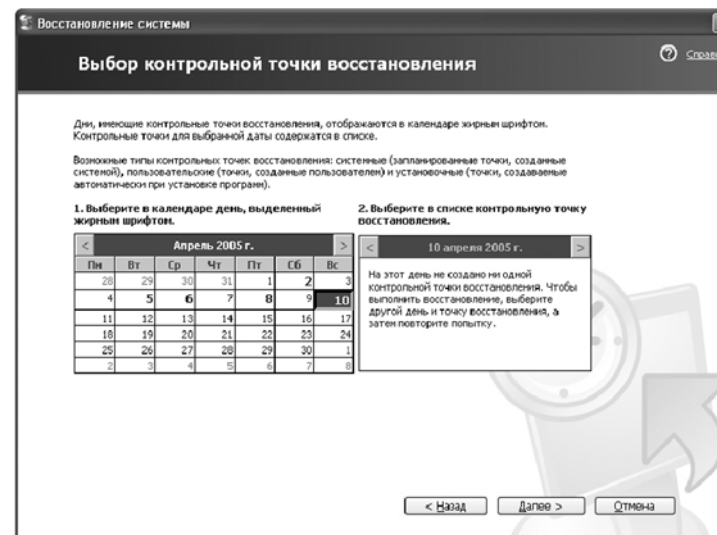 Восстановление системы
Выбор контрольной точки восстановления
Дни, имеющие контрольные точки восстановления, отображаются в календаре жирным шрифтом.
Контрольные точки для выбранной даты содержатся в списке.
Возможные типы контрольных точек восстановления: системные (запланированные точки, созданные
системой), пользовательские (точки, созданные пользователем) и установочные (точки, создаваемые
автоматически при установке программ).
1. Выберите в календаре день, выделенный
жирным шрифтом.
2. Выберите в списке контрольную точку
восстановления.
< Апрель 2005 г. >
Пн Вт Ср Чт Пт Сб Вс
28 29 30 31 1 2 3
4 5 6 7 8 9 10
11 12 13 14 15 16 17
18 19 20 21 22 23 24
25 26 27 28 29 30 1
2 3 4 5 6 7 8
< 10 апреля 2005 г. >
На этот день не создано ни одной
контрольной точки восстановления. Чтобы
выполнить восстановление, выберите
другой день и точку восстановления, а
затем повторите попытку.
< Назад Далее > Отмена